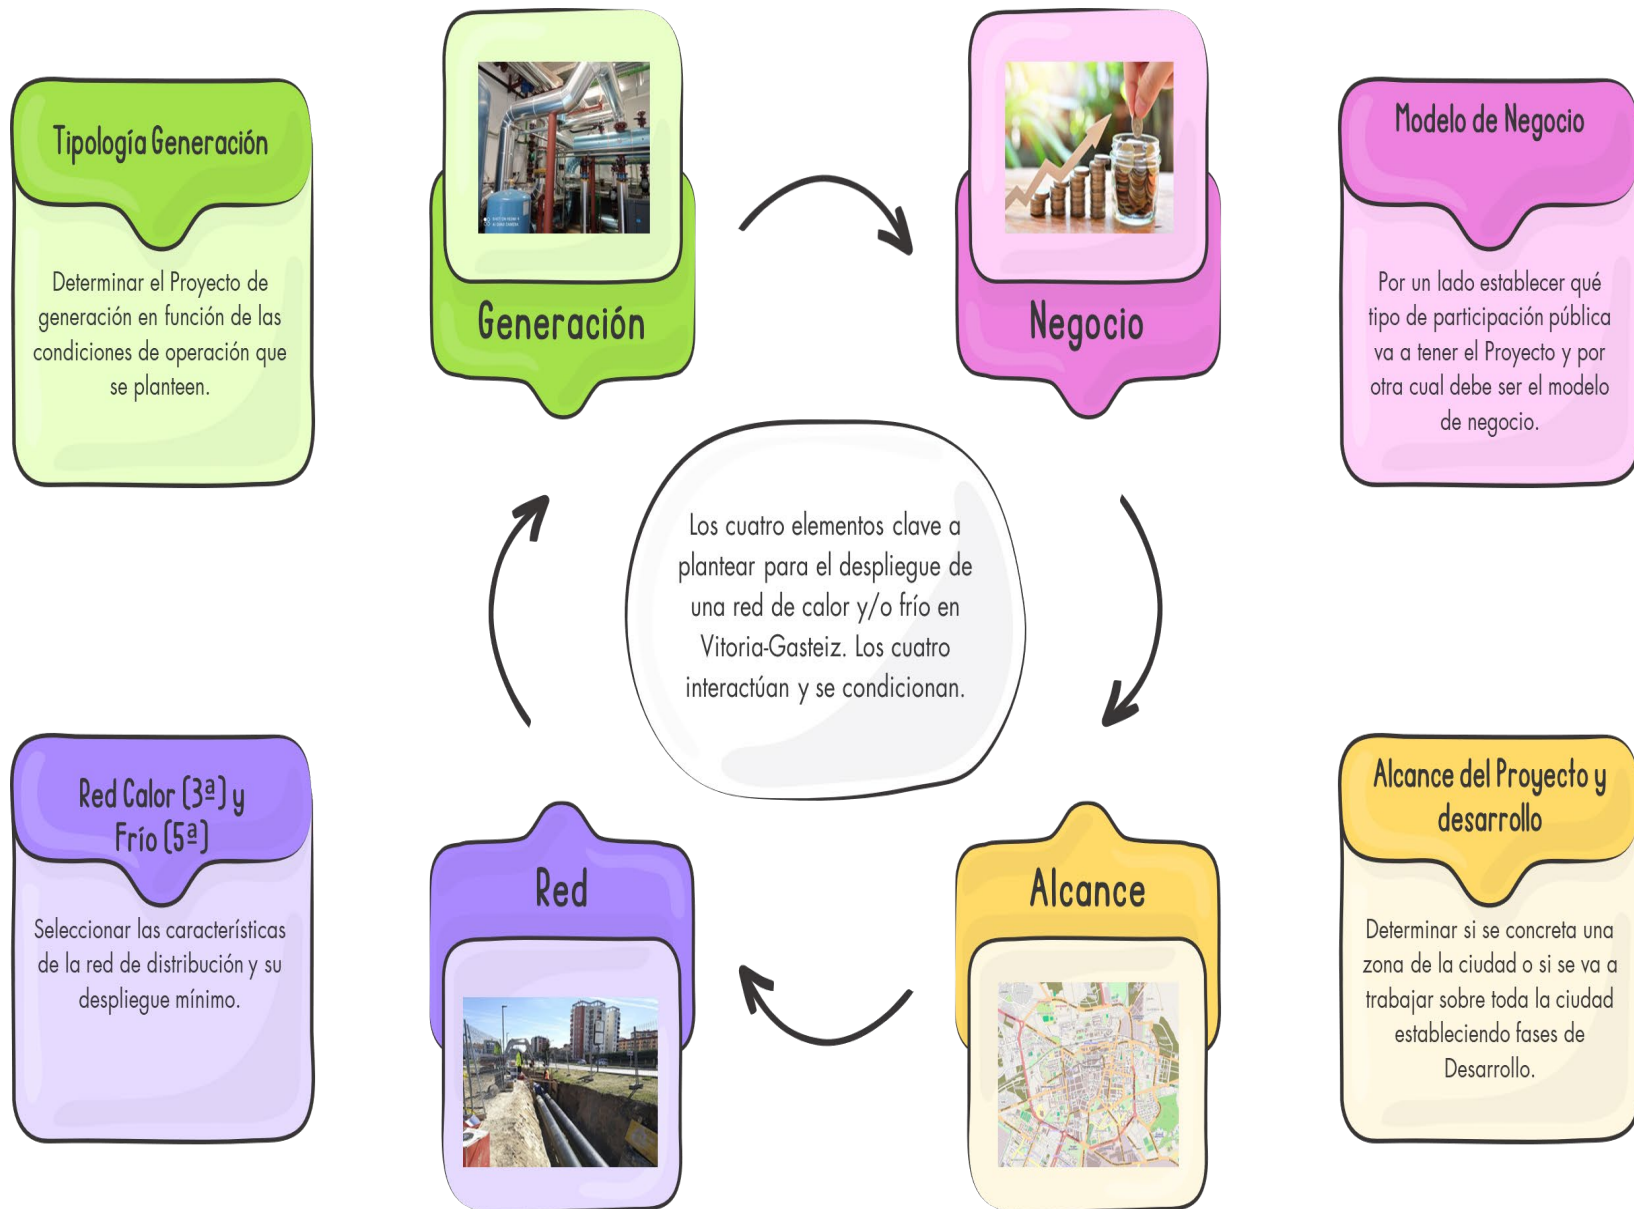 Tipología Generación
Determinar el Proyecto de
generación en función de las
condiciones de operación que
se planteen.
Generación
Negocio
Modelo de Negocio
Por un lado establecer qué
tipo de participación pública
va a tener el Proyecto y por
otra cual debe ser el modelo
de negocio.
Los cuatro elementos clave a
plantear para el despliegue de
una red de calor y/o frío en
Vitoria-Gasteiz. Los cuatro
interactúan y se condicionan.
Red Calor (3ª) y
Frío (5ª)
Seleccionar las características
de la red de distribución y su
despliegue mínimo.
Red
Alcance
Alcance del Proyecto y
desarrollo
Determinar si se concreta una
zona de la ciudad o si se va a
trabajar sobre toda la ciudad
estableciendo fases de
Desarrollo.